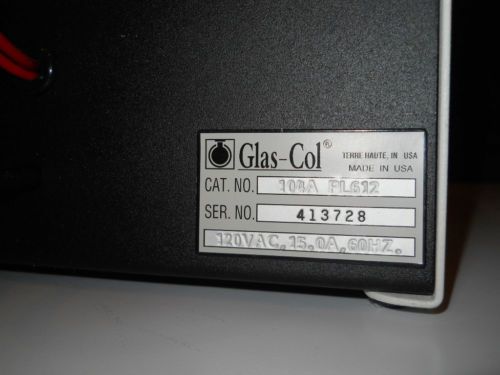 Glas-Col® TERRE HAUTE, IN USA
MADE IN USA
CAT. NO. 108A PL612
SER. NO. 413728
120VAC, 15.0A, 60HZ.